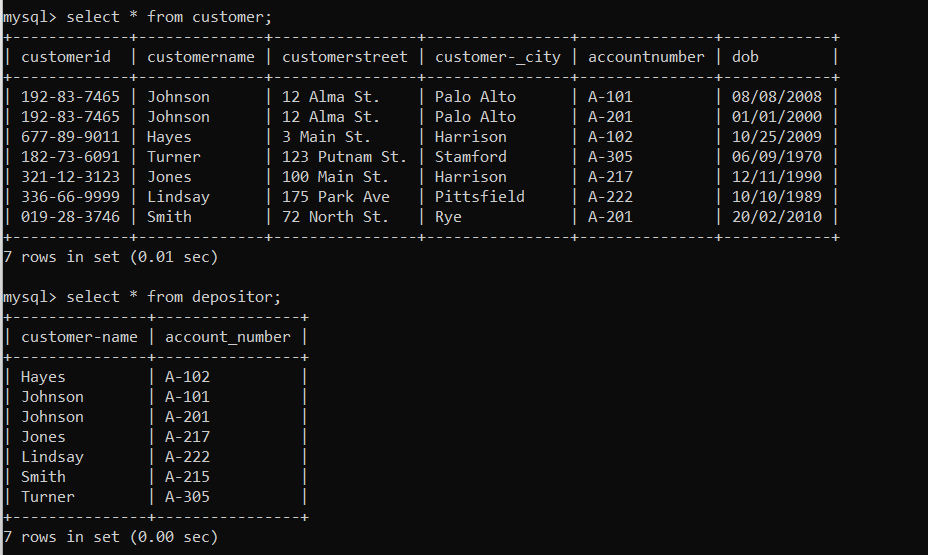 mysql> select * from customer;
+-------------+--------------+----------------+----------------+---------------+------------+
| customerid  | customername | customerstreet | customer-_city | accountnumber | dob        |
+-------------+--------------+----------------+----------------+---------------+------------+
| 192-83-7465 | Johnson      | 12 Alma St.    | Palo Alto      | A-101         | 08/08/2008 |
| 192-83-7465 | Johnson      | 12 Alma St.    | Palo Alto      | A-201         | 01/01/2000 |
| 677-89-9011 | Hayes        | 3 Main St.     | Harrison       | A-102         | 10/25/2009 |
| 182-73-6091 | Turner       | 123 Putnam St. | Stamford       | A-305         | 06/09/1970 |
| 321-12-3123 | Jones        | 100 Main St.   | Harrison       | A-217         | 12/11/1990 |
| 336-66-9999 | Lindsay      | 175 Park Ave   | Pittsfield     | A-222         | 10/10/1989 |
| 019-28-3746 | Smith        | 72 North St.   | Rye            | A-201         | 20/02/2010 |
+-------------+--------------+----------------+----------------+---------------+------------+
7 rows in set (0.01 sec)
mysql> select * from depositor;
+---------------+----------------+
| customer-name | account_number |
+---------------+----------------+
| Hayes         | A-102          |
| Johnson       | A-101          |
| Johnson       | A-201          |
| Jones         | A-217          |
| Lindsay       | A-222          |
| Smith         | A-215          |
| Turner        | A-305          |
+---------------+----------------+
7 rows in set (0.00 sec)